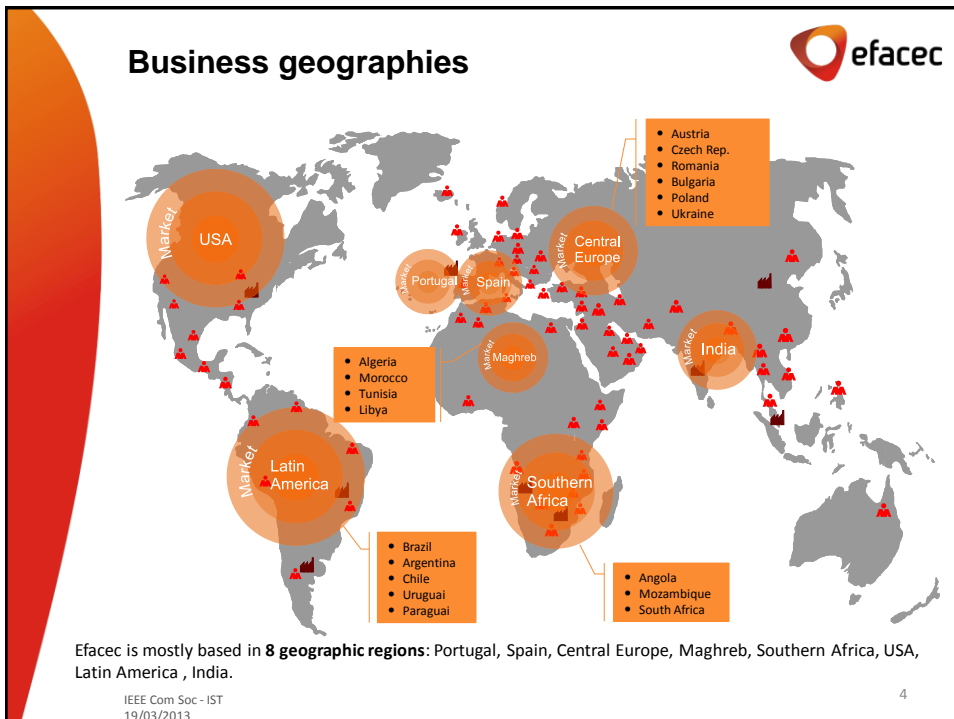 Business geographies
efacec
• Austria
• Czech Rep.
• Romania
• Bulgaria
• Poland
• Ukraine
Market
USA
Market
Portugal
Market
Spain
Market
Central
Europe
Market
Maghreb
• Algeria
• Morocco
• Tunisia
• Libya
Market
India
Market
Latin
America
Market
Southern
Africa
• Brazil
• Argentina
• Chile
• Uruguai
• Paraguai
• Angola
• Mozambique
• South Africa
Efacec is mostly based in 8 geographic regions: Portugal, Spain, Central Europe, Maghreb, Southern Africa, USA,
Latin America , India.
IEEE Com Soc - IST
19/03/2013
4